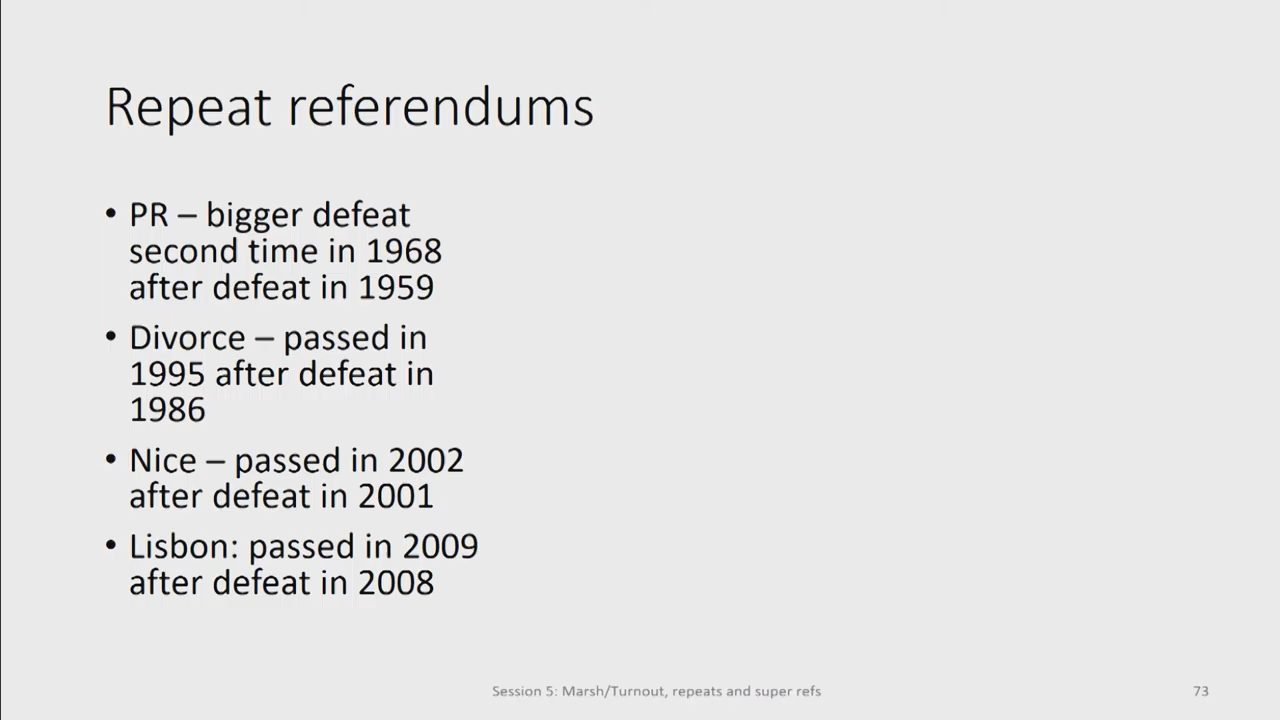 Repeat referendums
• PR – bigger defeat
second time in 1968
after defeat in 1959
• Divorce – passed in
1995 after defeat in
1986
• Nice – passed in 2002
after defeat in 2001
• Lisbon: passed in 2009
after defeat in 2008
Session 5: Marsh/Turnout, repeats and super refs
73